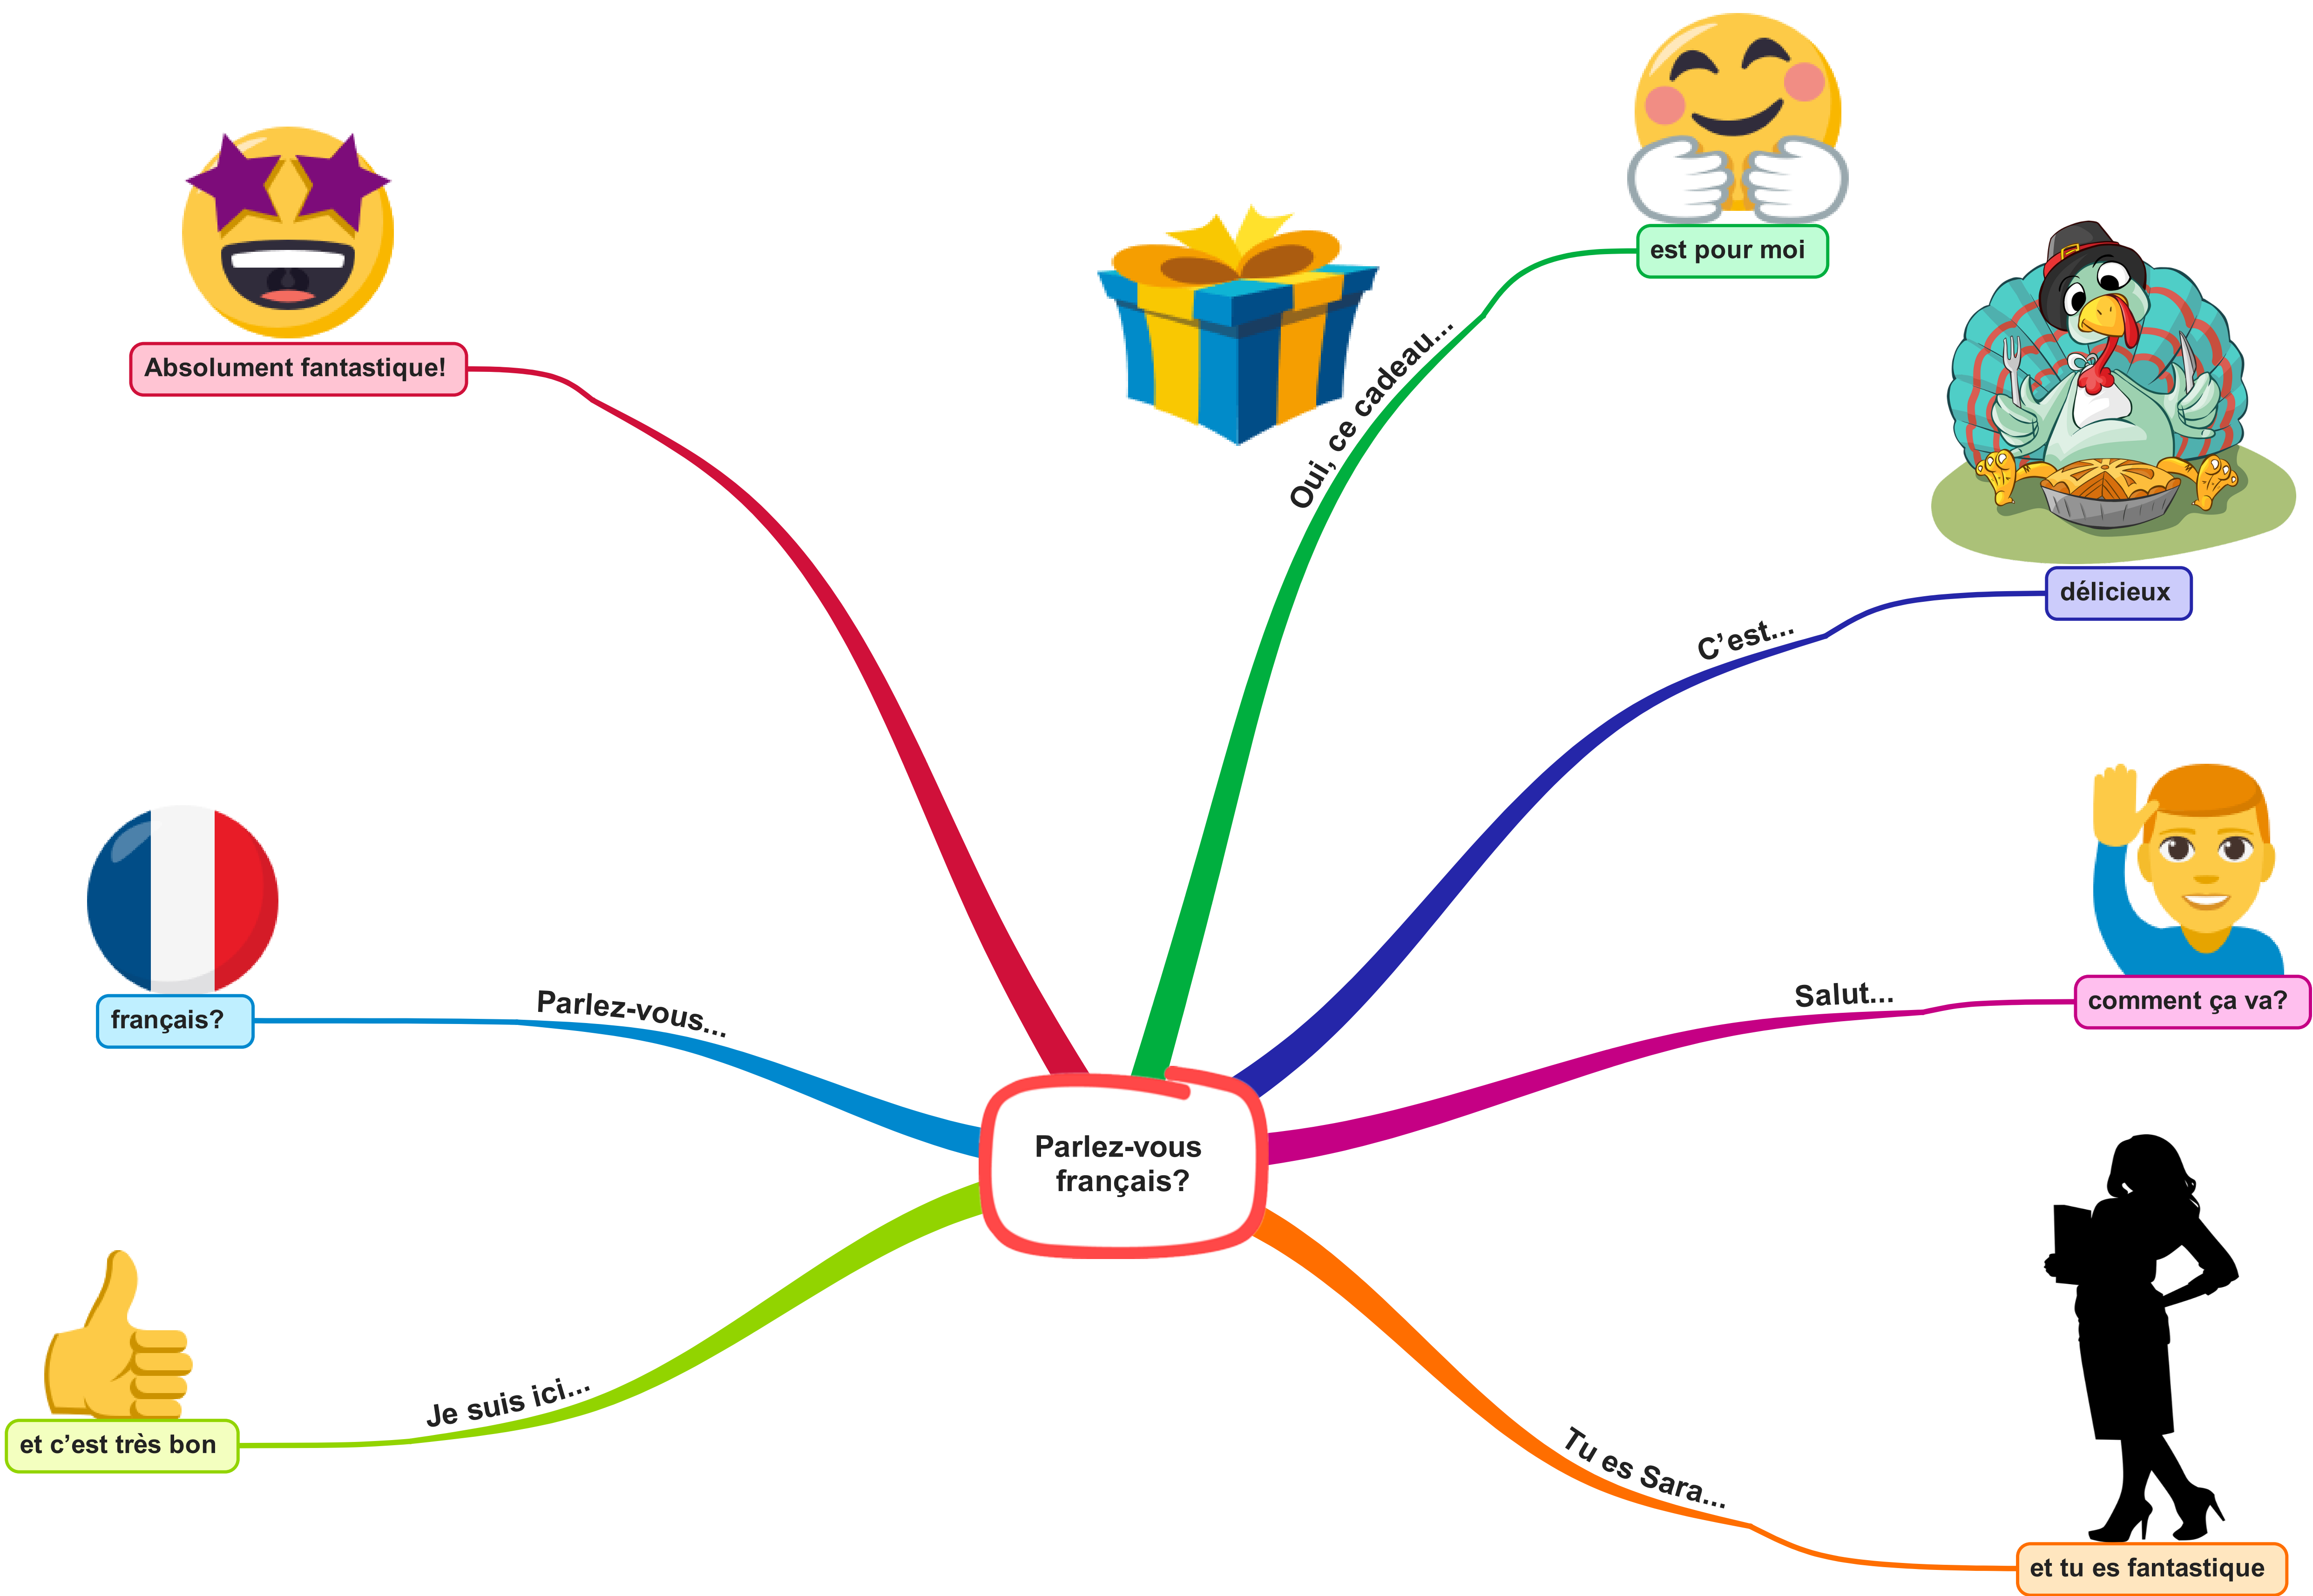 Parlez-vous
français?
Oui, ce cadeau...
est pour moi
C’est...
délicieux
Salut...
comment ça va?
Tu es Sara...
et tu es fantastique
Je suis ici...
et c’est très bon
Parlez-vous...
français?
Absolument fantastique!